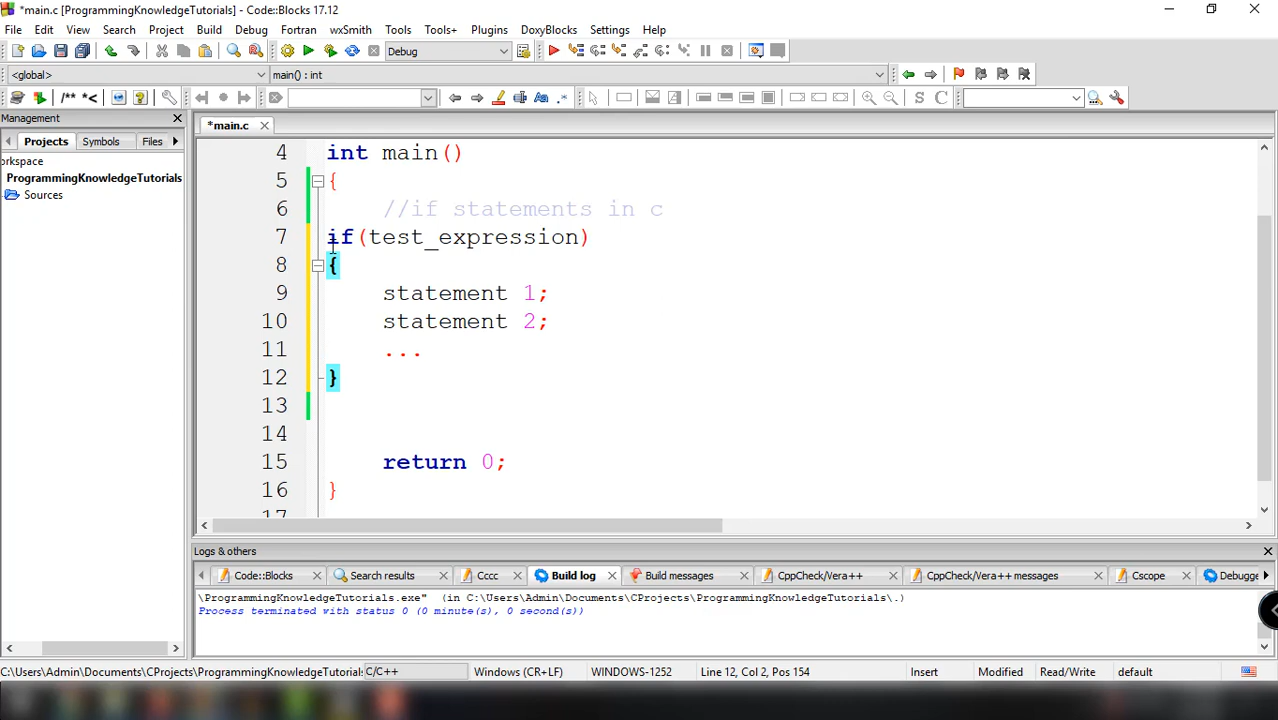 *main.c [ProgrammingKnowledgeTutorials] - Code::Blocks 17.12
File Edit View Search Project Build Debug Fortran wxSmith Tools Tools+ Plugins DoxyBlocks Settings Help
Debug
<global> main() : int
/** *<
S C
Management
*main.c
Projects Symbols Files
orkspace
ProgrammingKnowledgeTutorials
Sources
4 int main()
5 {
6 //if statements in c
7 if(test_expression)
8 {
9 statement 1;
10 statement 2;
11 ...
12 }
13
14
15 return 0;
16 }
17
Logs & others
Code::Blocks Search results Cccc Build log Build messages CppCheck/Vera++ CppCheck/Vera++ messages Cscope Debugge
\ProgrammingKnowledgeTutorials.exe" (in C:\Users\Admin\Documents\CProjects\ProgrammingKnowledgeTutorials\.)
Process terminated with status 0 (0 minute(s), 0 second(s))
C:\Users\Admin\Documents\CProjects\ProgrammingKnowledgeTutorials C/C++ Windows (CR+LF) WINDOWS-1252 Line 12, Col 2, Pos 154 Insert Modified Read/Write default